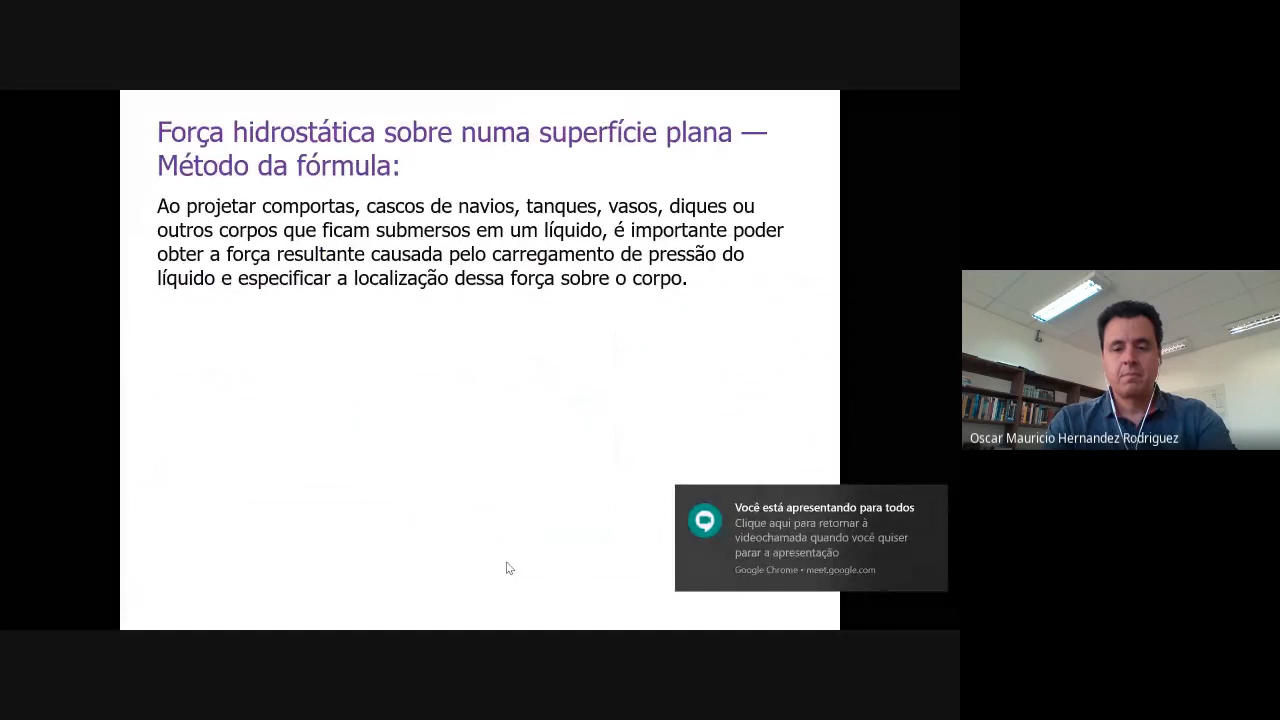 Força hidrostática sobre numa superfície plana —
Método da fórmula:
Ao projetar comportas, cascos de navios, tanques, vasos, diques ou
outros corpos que ficam submersos em um líquido, é importante poder
obter a força resultante causada pelo carregamento de pressão do
líquido e especificar a localização dessa força sobre o corpo.
Oscar Mauricio Hernandez Rodriguez
Você está apresentando para todos
Clique aqui para retornar à
videochamada quando você quiser
parar a apresentação
Google Chrome • meet.google.com